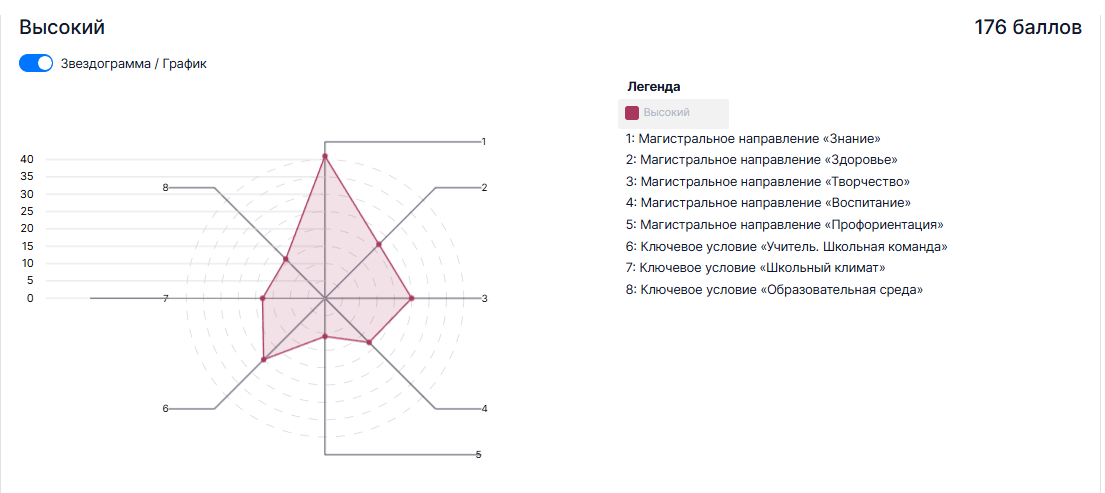 Высокий
176 баллов
Звездограмма / График
Легенда
Высокий
1: Магистральное направление «Знание»
2: Магистральное направление «Здоровье»
3: Магистральное направление «Творчество»
4: Магистральное направление «Воспитание»
5: Магистральное направление «Профориентация»
6: Ключевое условие «Учитель. Школьная команда»
7: Ключевое условие «Школьный климат»
8: Ключевое условие «Образовательная среда»
40
35
30
25
20
15
10
5
0
1
2
3
4
5
6
7
8